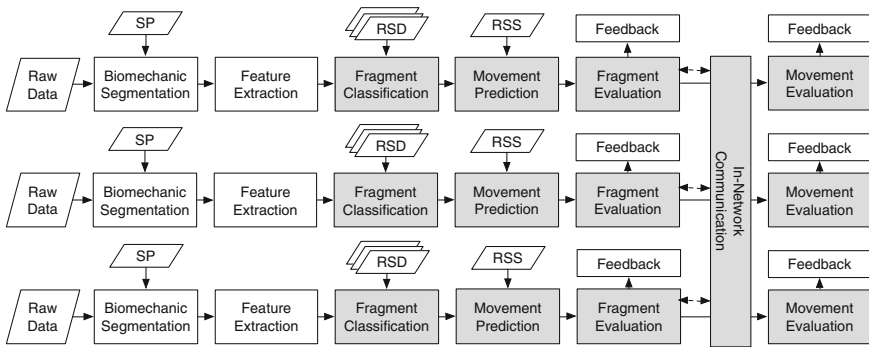 SP
RSD
RSS
Feedback
Feedback
Raw
Data
Biomechanic
Segmentation
Feature
Extraction
Fragment
Classification
Movement
Prediction
Fragment
Evaluation
Movement
Evaluation
In-Network
Communication
SP
RSD
RSS
Feedback
Feedback
Raw
Data
Biomechanic
Segmentation
Feature
Extraction
Fragment
Classification
Movement
Prediction
Fragment
Evaluation
Movement
Evaluation
SP
RSD
RSS
Feedback
Feedback
Raw
Data
Biomechanic
Segmentation
Feature
Extraction
Fragment
Classification
Movement
Prediction
Fragment
Evaluation
Movement
Evaluation